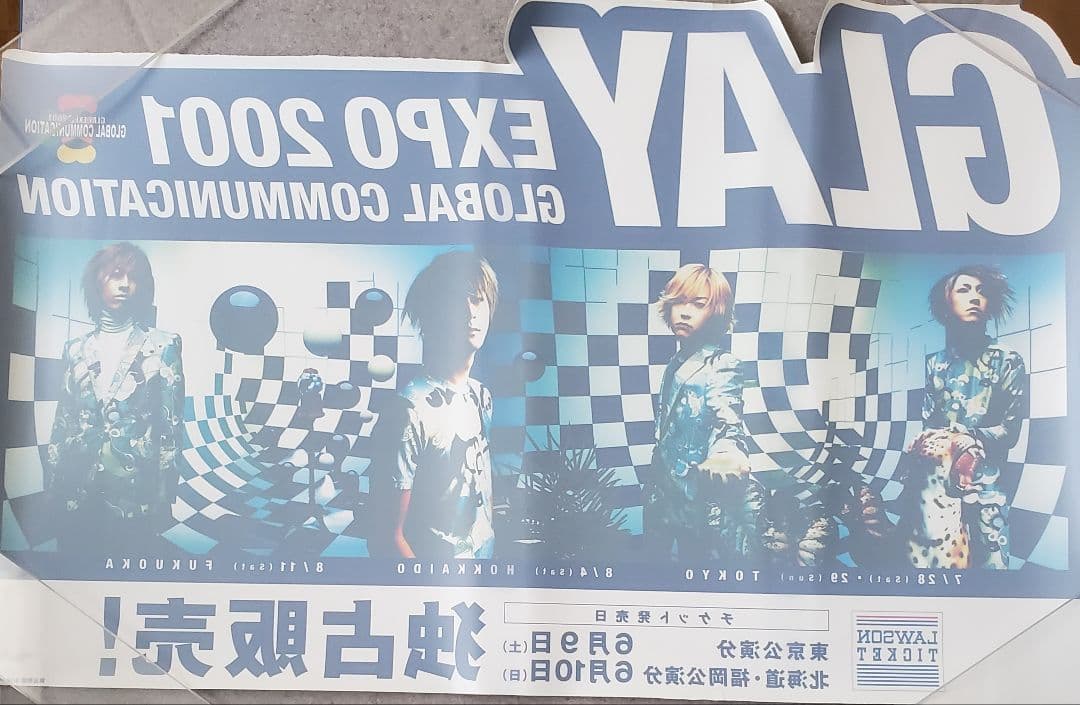 GLAY
EXPO 2001
GLOBAL COMMUNICATION
GLOBAL COMMUNICATION
7/28 (Sat)・29 (Sun) TOKYO
8/4 (Sat) HOKKAIDO
8/11 (Sat) FUKUOKA
LAWSON
TICKET
チケット発売日
東京公演分 6月9日(土)
北海道・福岡公演分 6月10日(日)
独占販売!